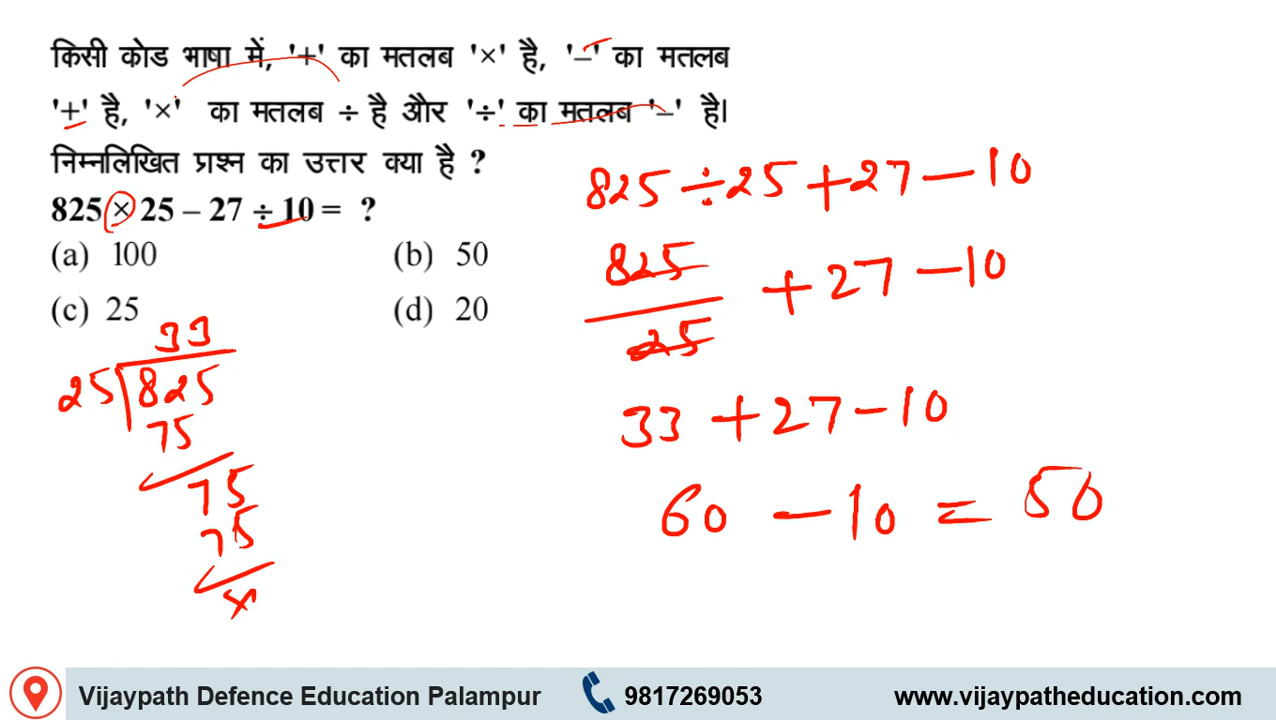 किसी कोड भाषा में, '+' का मतलब '×' है, '–' का मतलब
'+' है, '×' का मतलब ÷ है और '÷' का मतलब '–' है।
निम्नलिखित प्रश्न का उत्तर क्या है ?
825 × 25 – 27 ÷ 10 = ?
(a) 100 (b) 50
(c) 25 (d) 20
33
25 825
75
75
75
×
825 ÷ 25 + 27 – 10
825
25 + 27 – 10
33 + 27 – 10
60 – 10 = 50
Vijaypath Defence Education Palampur 9817269053 www.vijaypatheducation.com